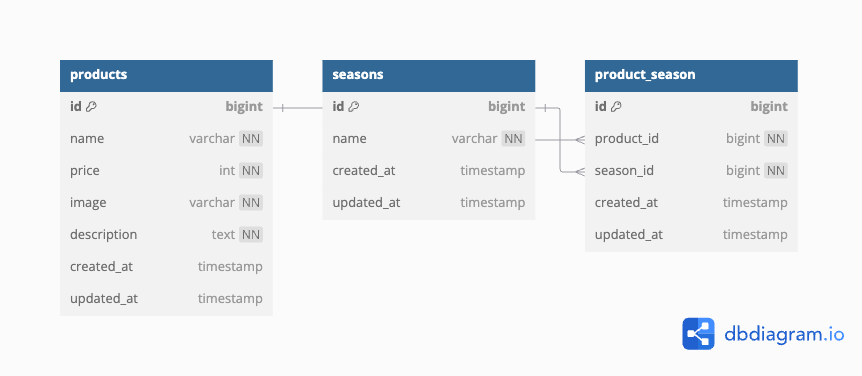 products
id bigint
name varchar NN
price int NN
image varchar NN
description text NN
created_at timestamp
updated_at timestamp
seasons
id bigint
name varchar NN
created_at timestamp
updated_at timestamp
product_season
id bigint
product_id bigint NN
season_id bigint NN
created_at timestamp
updated_at timestamp
dbdiagram.io